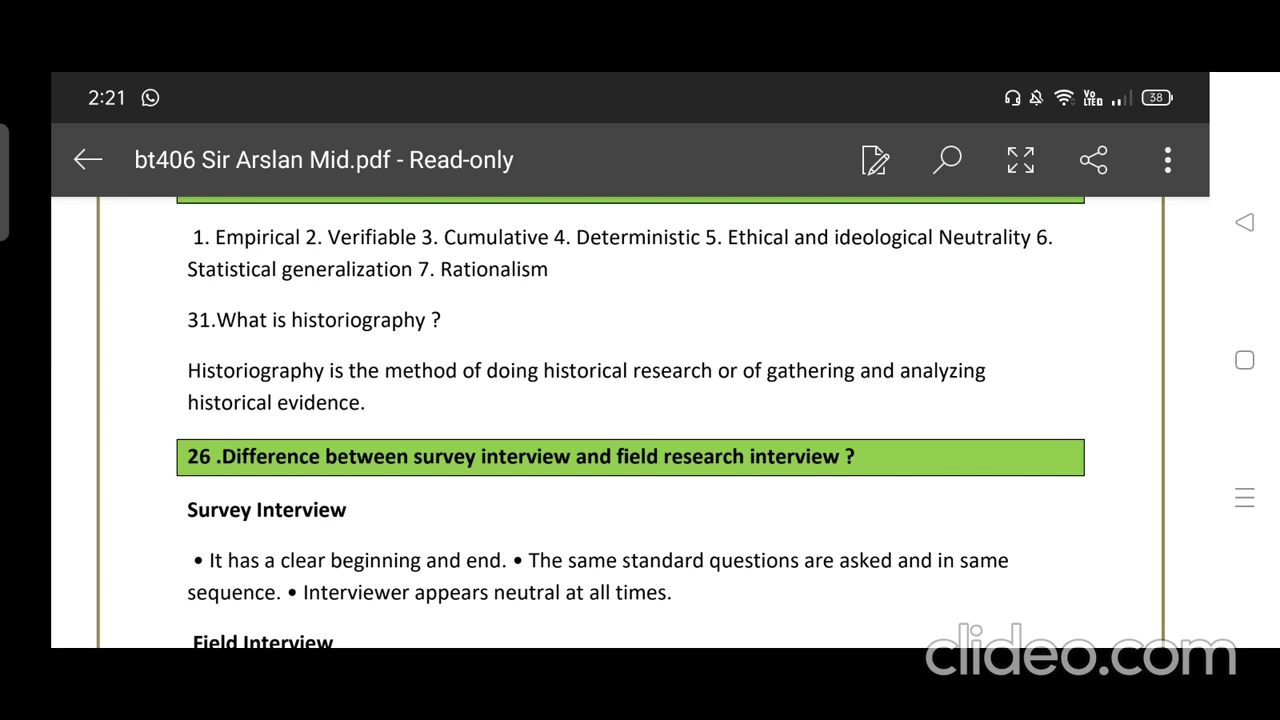 2:21
Vo LTED 38
bt406 Sir Arslan Mid.pdf - Read-only
1. Empirical 2. Verifiable 3. Cumulative 4. Deterministic 5. Ethical and ideological Neutrality 6.
Statistical generalization 7. Rationalism
31.What is historiography ?
Historiography is the method of doing historical research or of gathering and analyzing
historical evidence.
26 .Difference between survey interview and field research interview ?
Survey Interview
• It has a clear beginning and end. • The same standard questions are asked and in same
sequence. • Interviewer appears neutral at all times.
Field Interview
clideo.com